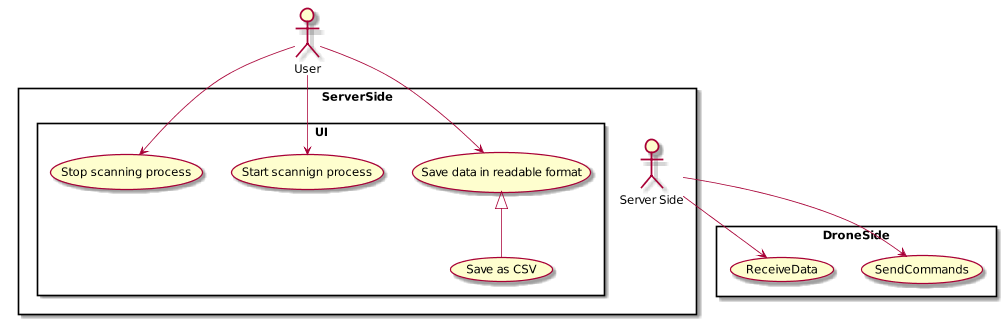 User
ServerSide
UI
Stop scanning process
Start scannign process
Save data in readable format
Server Side
DroneSide
Save as CSV
ReceiveData
SendCommands